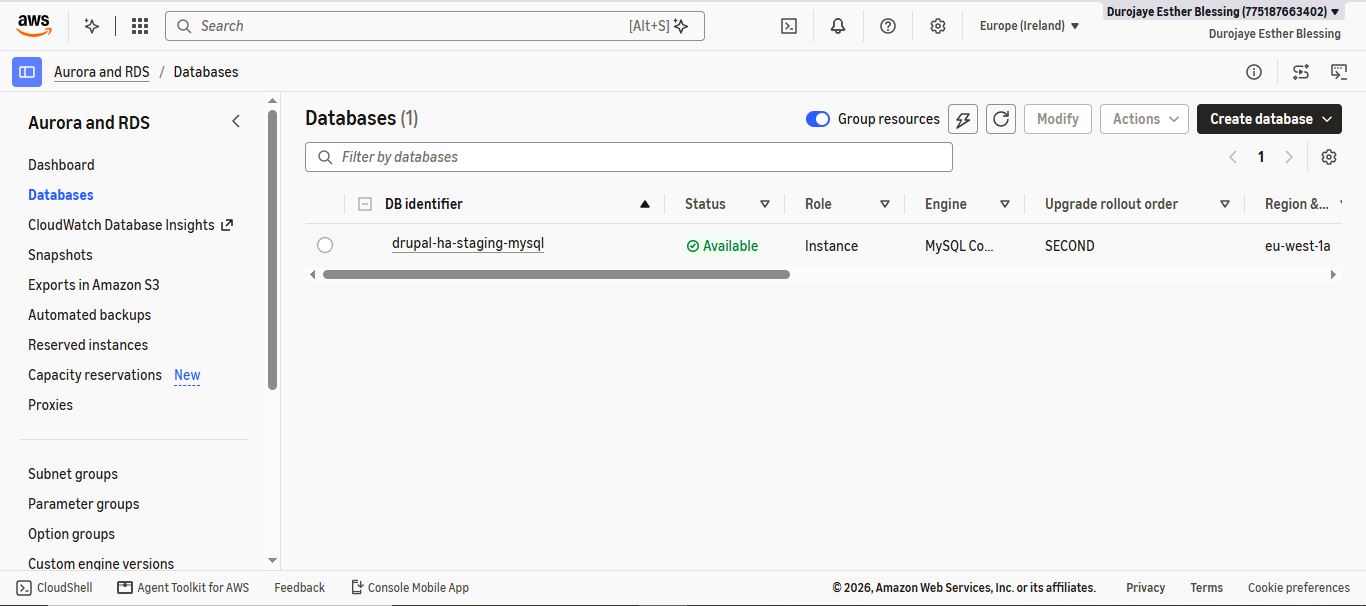 aws
Search [Alt+S]
Europe (Ireland) ▼
Durojaye Esther Blessing (775187663402) ▼
Durojaye Esther Blessing
Aurora and RDS / Databases
Aurora and RDS
Dashboard
Databases
CloudWatch Database Insights
Snapshots
Exports in Amazon S3
Automated backups
Reserved instances
Capacity reservations New
Proxies
Subnet groups
Parameter groups
Option groups
Custom engine versions
Databases (1)
Group resources
Modify
Actions
Create database
Filter by databases
1
DB identifier Status Role Engine Upgrade rollout order Region &...
drupal-ha-staging-mysql Available Instance MySQL Co... SECOND eu-west-1a
CloudShell Agent Toolkit for AWS Feedback Console Mobile App © 2026, Amazon Web Services, Inc. or its affiliates. Privacy Terms Cookie preferences